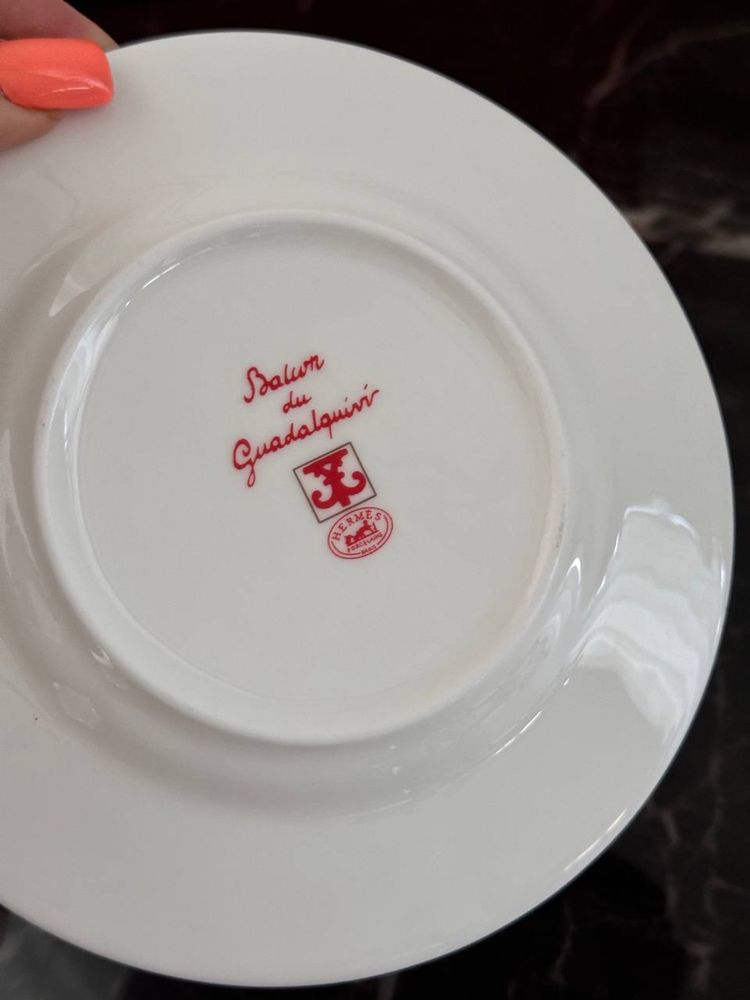 Balcon
du
Guadalquivir
HERMES
PORCELAINE
PARIS